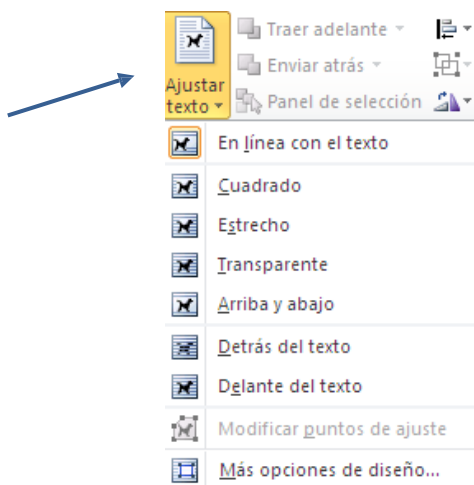 Traer adelante
Enviar atrás
Ajustar
texto
Panel de selección
En línea con el texto
Cuadrado
Estrecho
Transparente
Arriba y abajo
Detrás del texto
Delante del texto
Modificar puntos de ajuste
Más opciones de diseño...